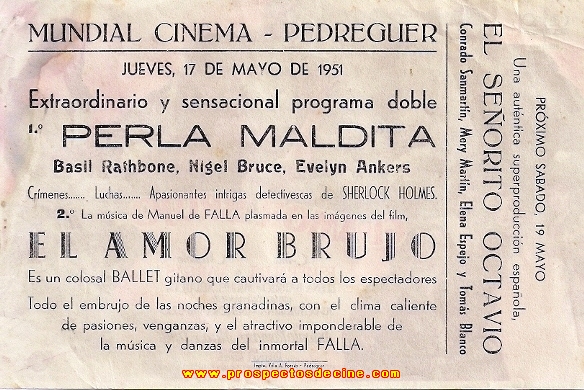 MUNDIAL CINEMA - PEDREGUER
JUEVES, 17 DE MAYO DE 1951
Extraordinario y sensacional programa doble
1.º PERLA MALDITA
Basil Rathbone, Nigel Bruce, Evelyn Ankers
Crímenes....... Luchas....... Apasionantes intrigas detectivescas de SHERLOCK HOLMES.
2.º La música de Manuel de FALLA plasmada en las imágenes del film,
EL AMOR BRUJO
Es un colosal BALLET gitano que cautivará a todos los espectadores
Todo el embrujo de las noches granadinas, con el clima caliente
de pasiones, venganzas, y el atractivo imponderable de
la música y danzas del inmortal FALLA.
PRÓXIMO SABADO, 19 MAYO
Una auténtica superproducción española,
EL SEÑORITO OCTAVIO
Conrado Sanmartín, Mery Martin, Elena Espejo y Tomás Blanco
www.prospectosdecine.com